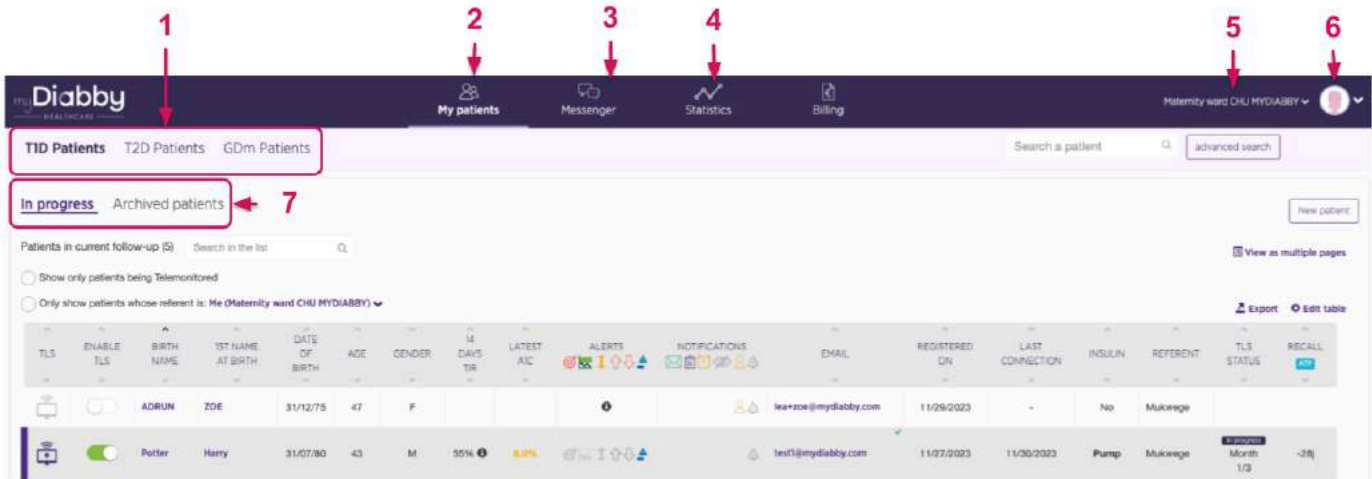 1 2 3 4 5 6
my Diabby
HEALTHCARE
My patients Messenger Statistics Billing
Maternity ward CHU MYDIABBY
T1D Patients T2D Patients GDm Patients
Search a patient advanced search
In progress Archived patients 7
New patient
Patients in current follow-up (5) Search in the list
View as multiple pages
Show only patients being Telemonitored
Only show patients whose referent is: Me (Maternity ward CHU MYDIABBY)
Export Edit table
TLS ENABLE TLS BIRTH NAME 1ST NAME AT BIRTH DATE OF BIRTH AGE GENDER 14 DAYS TIR LATEST A1C ALERTS NOTIFICATIONS EMAIL REGISTERED ON LAST CONNECTION INSULIN REFERENT TLS STATUS RECALL ATP
ADRUN ZOE 31/12/75 47 F lea+zoe@mydiabby.com 11/29/2023 - No Mukwege
Potter Harry 31/07/80 43 M 55% 8.0% test1@mydiabby.com 11/27/2023 11/30/2023 Pump Mukwege In progress Month 1/3 -28j